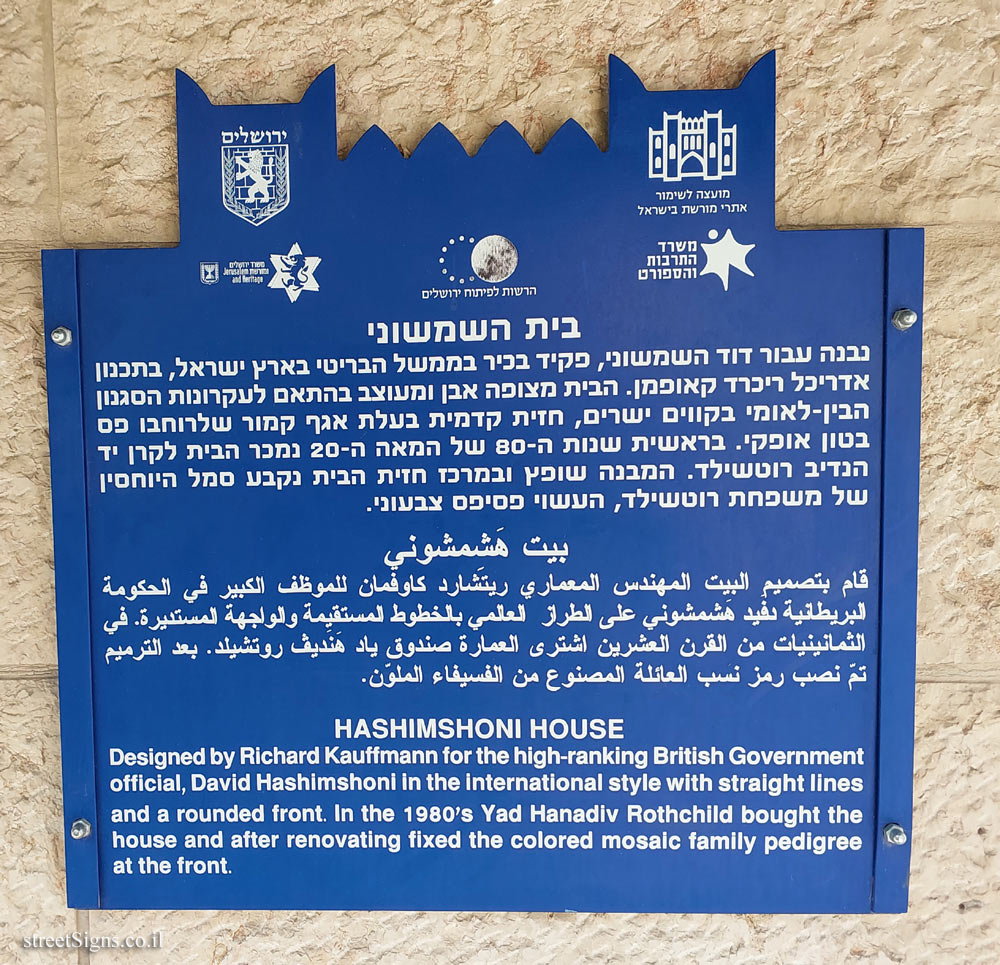 ירושלים
מועצה לשימור
אתרי מורשת בישראל
משרד ירושלים
ומורשת ישראל
Jerusalem
and Heritage
הרשות לפיתוח ירושלים
משרד
התרבות
והספורט
בית השמשוני
נבנה עבור דוד השמשוני, פקיד בכיר בממשל הבריטי בארץ ישראל, בתכנון
אדריכל ריכרד קאופמן. הבית מצופה אבן ומעוצב בהתאם לעקרונות הסגנון
הבין-לאומי בקווים ישרים, חזית קדמית בעלת אגף קמור שלרוחבו פס
בטון אופקי. בראשית שנות ה-80 של המאה ה-20 נמכר הבית לקרן יד
הנדיב רוטשילד. המבנה שופץ ובמרכז חזית הבית נקבע סמל היוחסין
של משפחת רוטשילד, העשוי פסיפס צבעוני.
بيت هَشِمشوني
قام بتصميم البيت المهندس المعماري ريتَشارد كاوفمان للموظف الكبير في الحكومة
البريطانية دڤيد هَشمشوني على الطراز العالمي بالخطوط المستقيمة والواجهة المستديرة. في
الثمانينيات من القرن العشرين اشترى العمارة صندوق ياد هَنَديڤ روتشيلد. بعد الترميم
تمّ نصب رمز نسب العائلة المصنوع من الفسيفاء الملوّن.
HASHIMSHONI HOUSE
Designed by Richard Kauffmann for the high-ranking British Government
official, David Hashimshoni in the international style with straight lines
and a rounded front. In the 1980's Yad Hanadiv Rothchild bought the
house and after renovating fixed the colored mosaic family pedigree
at the front.
streetSigns.co.il